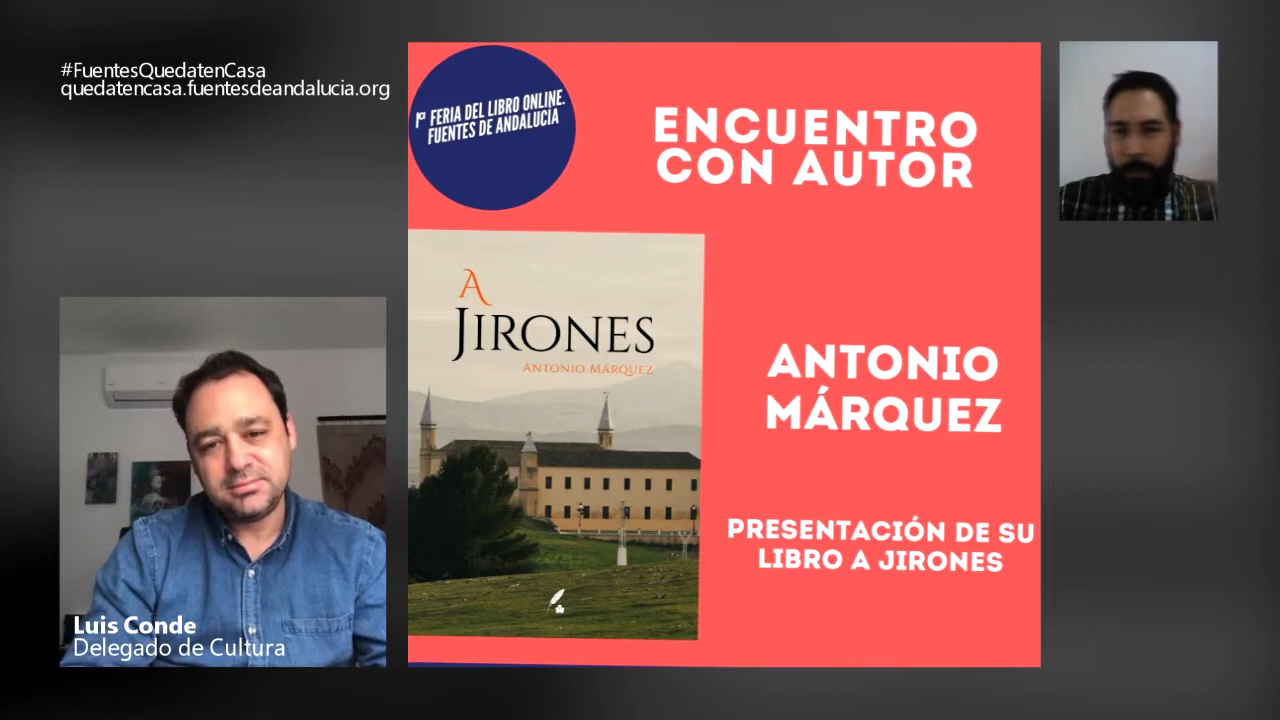 #FuentesQuedatenCasa
quedatencasa.fuentesdeandalucia.org
1ª FERIA DEL LIBRO ONLINE.
FUENTES DE ANDALUCÍA
ENCUENTRO
CON AUTOR
A
JIRONES
ANTONIO MÁRQUEZ
ANTONIO
MÁRQUEZ
PRESENTACIÓN DE SU
LIBRO A JIRONES
Luis Conde
Delegado de Cultura